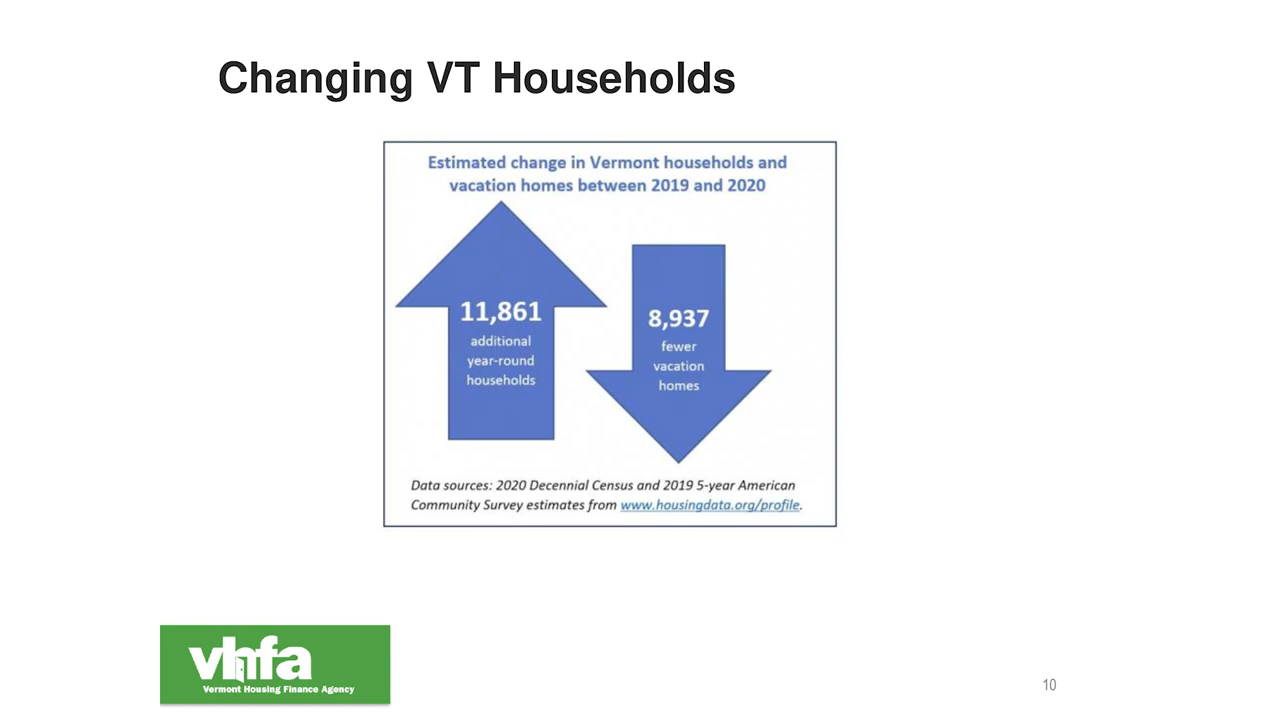 Changing VT Households
Estimated change in Vermont households and
vacation homes between 2019 and 2020
11,861
additional
year-round
households
8,937
fewer
vacation
homes
Data sources: 2020 Decennial Census and 2019 5-year American
Community Survey estimates from www.housingdata.org/profile.
vhfa
Vermont Housing Finance Agency
10